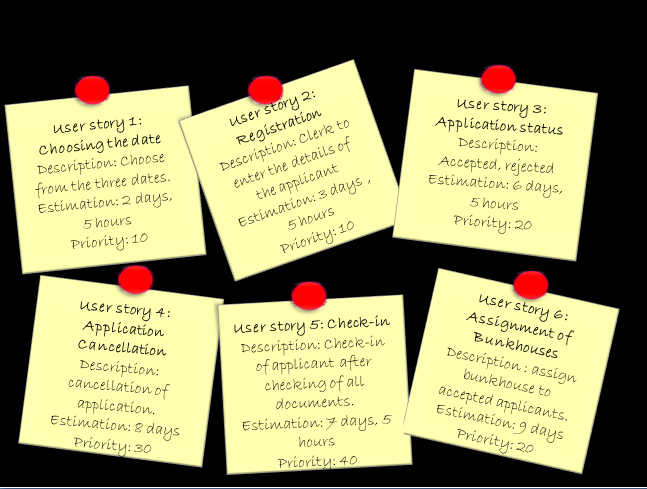 User story 1:
Choosing the date
Description: Choose
from the three dates.
Estimation: 2 days,
5 hours
Priority: 10
User story 2:
Registration
Description: Clerk to
enter the details of
the applicant
Estimation: 3 days ,
5 hours
Priority: 10
User story 3:
Application status
Description:
Accepted, rejected
Estimation: 6 days,
5 hours
Priority: 20
User story 4:
Application
Cancellation
Description:
cancellation of
application.
Estimation: 8 days
Priority: 30
User story 5: Check-in
Description: Check-in
of applicant after
checking of all
documents.
Estimation: 7 days, 5
hours
Priority: 40
User story 6:
Assignment of
Bunkhouses
Description : assign
bunkhouse to
accepted applicants.
Estimation: 9 days
Priority: 20